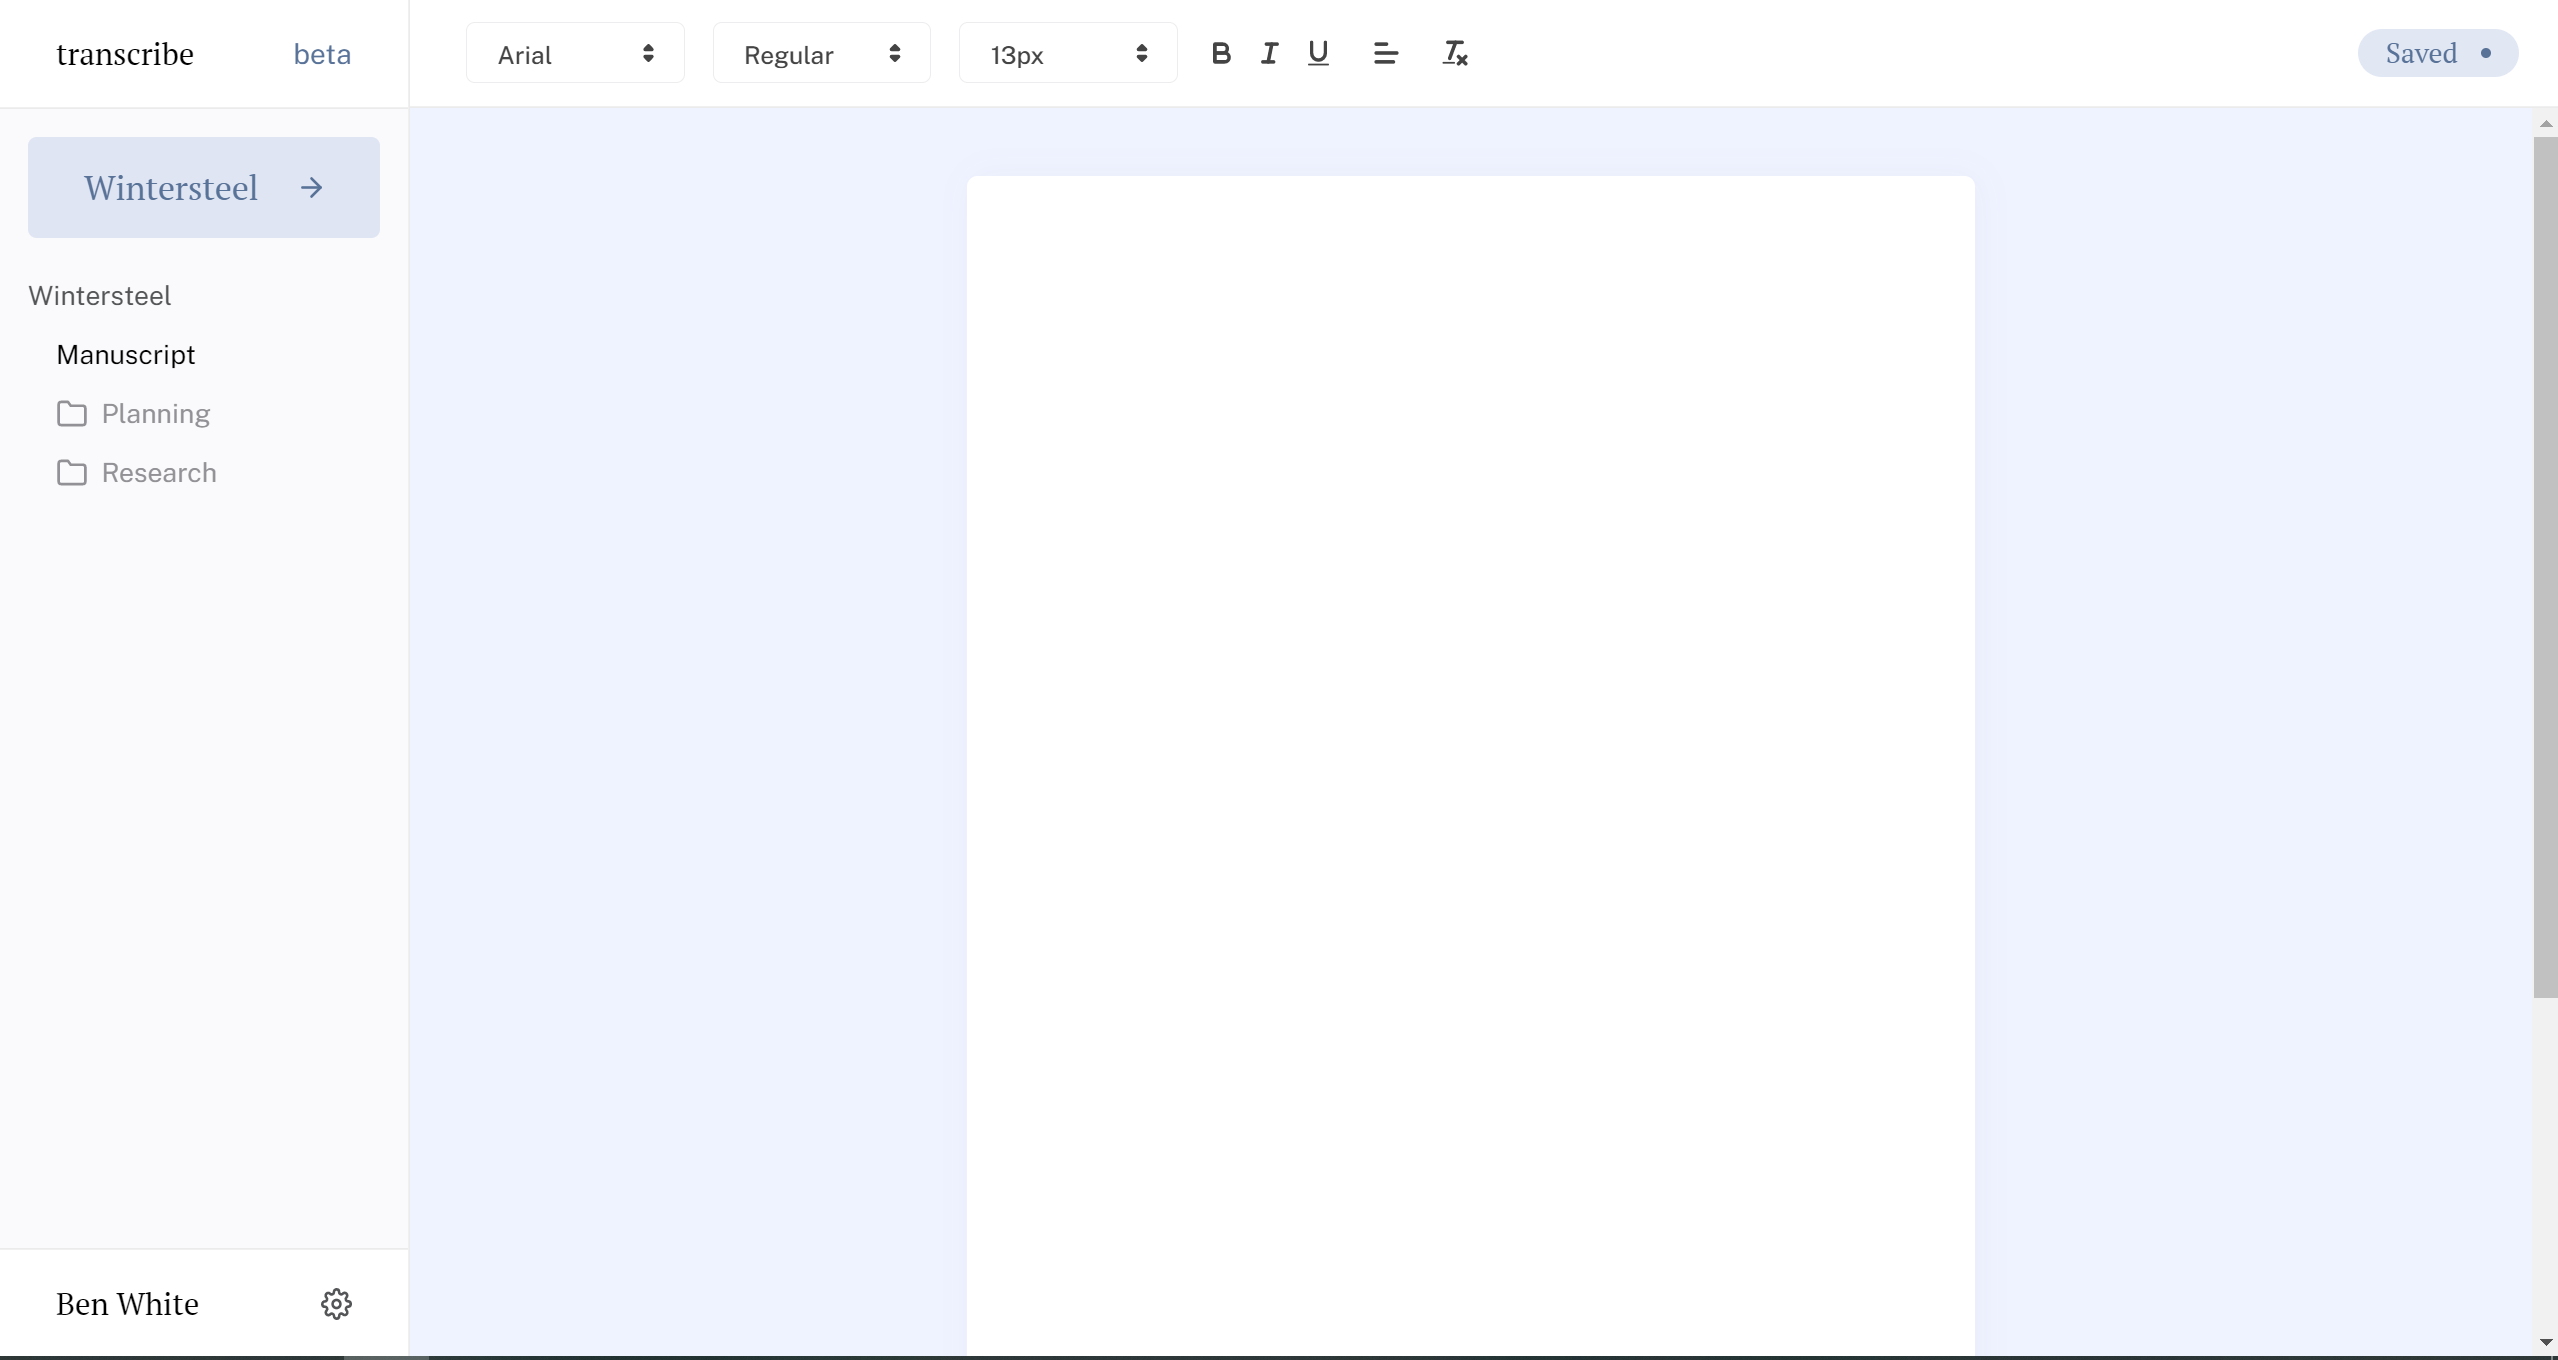 transcribe beta
Arial Regular 13px B I U Saved
Wintersteel
Wintersteel
Manuscript
Planning
Research
Ben White